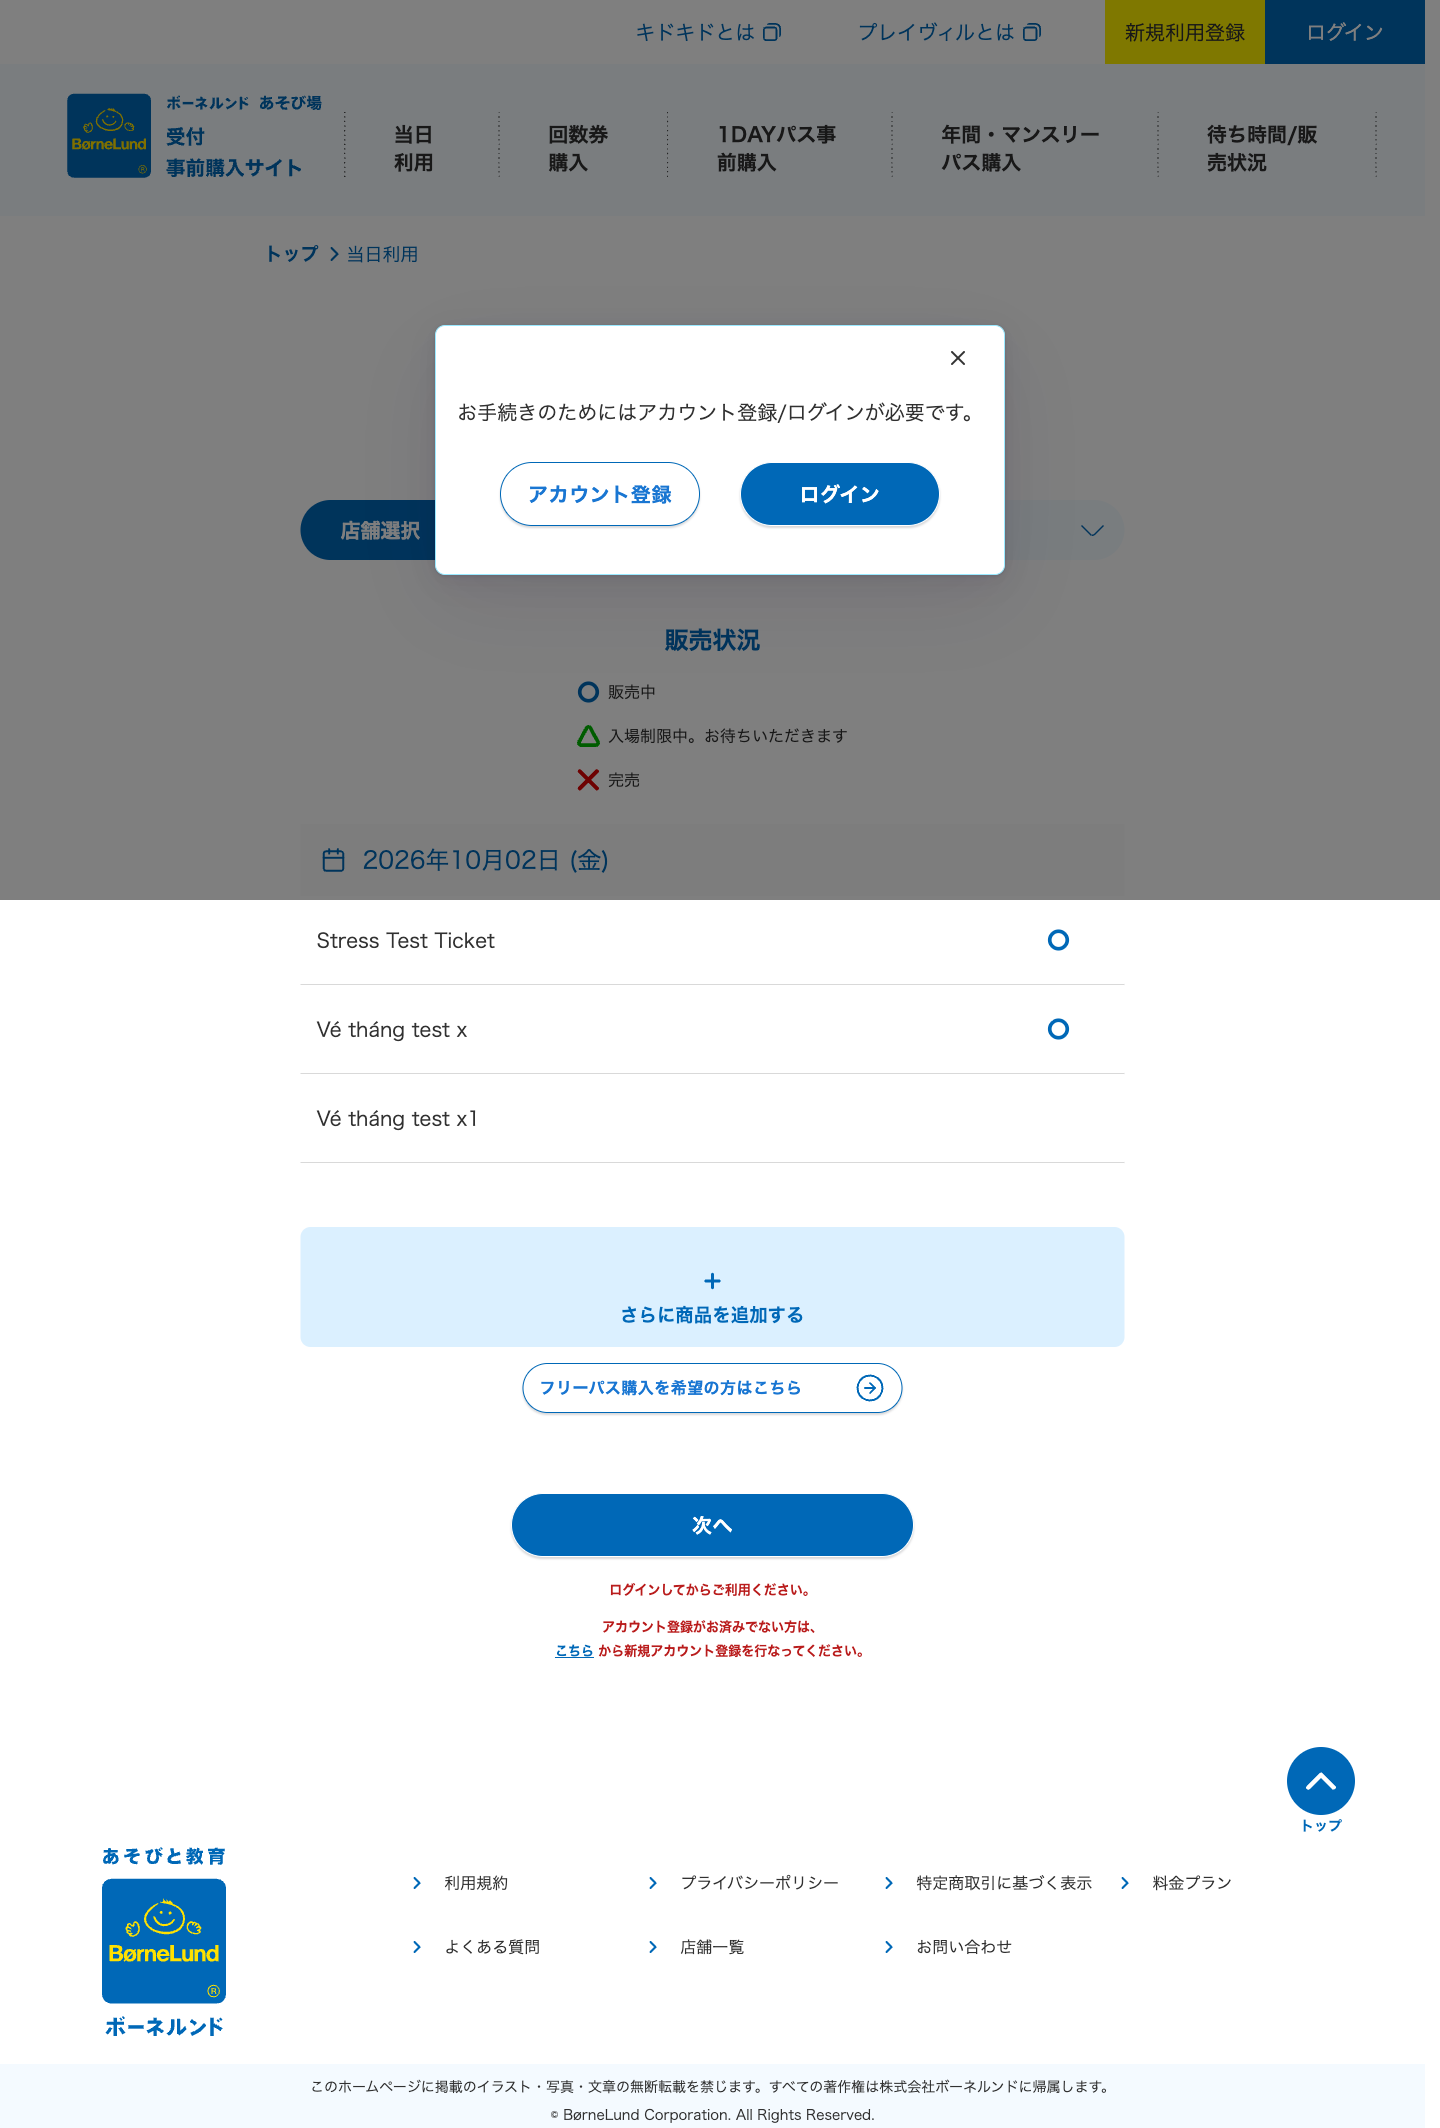 キドキドとは
プレイヴィルとは
新規利用登録
ログイン
BørneLund
®
ボーネルンド あそび場
受付
事前購入サイト
当日
利用
回数券
購入
1DAYパス事
前購入
年間・マンスリー
パス購入
待ち時間/販
売状況
トップ
当日利用
お手続きのためにはアカウント登録/ログインが必要です。
アカウント登録
ログイン
店舗選択
販売状況
販売中
入場制限中。お待ちいただきます
完売
2026年10月02日 (金)
Stress Test Ticket
Vé tháng test x
Vé tháng test x1
さらに商品を追加する
フリーパス購入を希望の方はこちら
次へ
ログインしてからご利用ください。
アカウント登録がお済みでない方は、
こちら から新規アカウント登録を行なってください。
トップ
あそびと教育
BørneLund
®
ボーネルンド
利用規約
プライバシーポリシー
特定商取引に基づく表示
料金プラン
よくある質問
店舗一覧
お問い合わせ
このホームページに掲載のイラスト・写真・文章の無断転載を禁じます。すべての著作権は株式会社ボーネルンドに帰属します。
© BørneLund Corporation. All Rights Reserved.